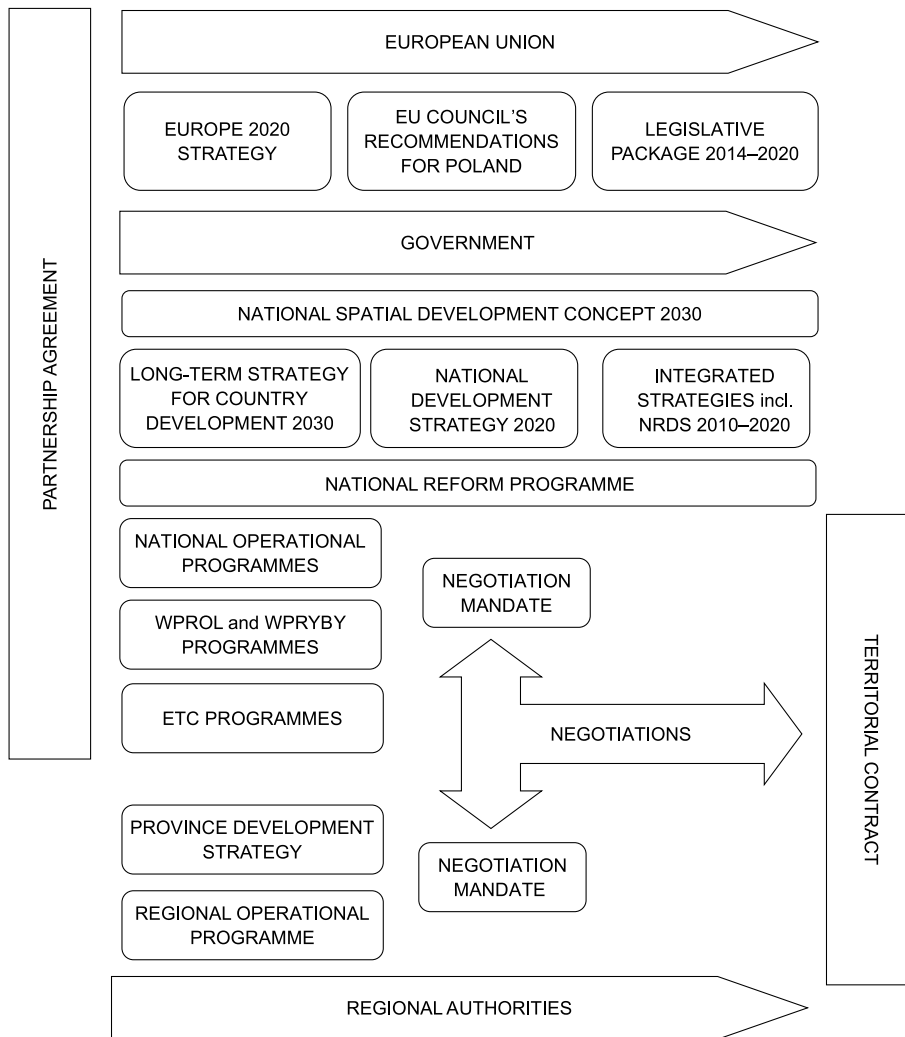 PARTNERSHIP AGREEMENT
EUROPEAN UNION
EUROPE 2020
STRATEGY
EU COUNCIL'S
RECOMMENDATIONS
FOR POLAND
LEGISLATIVE
PACKAGE 2014–2020
GOVERNMENT
NATIONAL SPATIAL DEVELOPMENT CONCEPT 2030
LONG-TERM STRATEGY
FOR COUNTRY
DEVELOPMENT 2030
NATIONAL
DEVELOPMENT
STRATEGY 2020
INTEGRATED
STRATEGIES incl.
NRDS 2010–2020
NATIONAL REFORM PROGRAMME
NATIONAL OPERATIONAL
PROGRAMMES
WPROL and WPRYBY
PROGRAMMES
ETC PROGRAMMES
NEGOTIATION
MANDATE
NEGOTIATIONS
TERRITORIAL CONTRACT
PROVINCE DEVELOPMENT
STRATEGY
NEGOTIATION
MANDATE
REGIONAL OPERATIONAL
PROGRAMME
REGIONAL AUTHORITIES